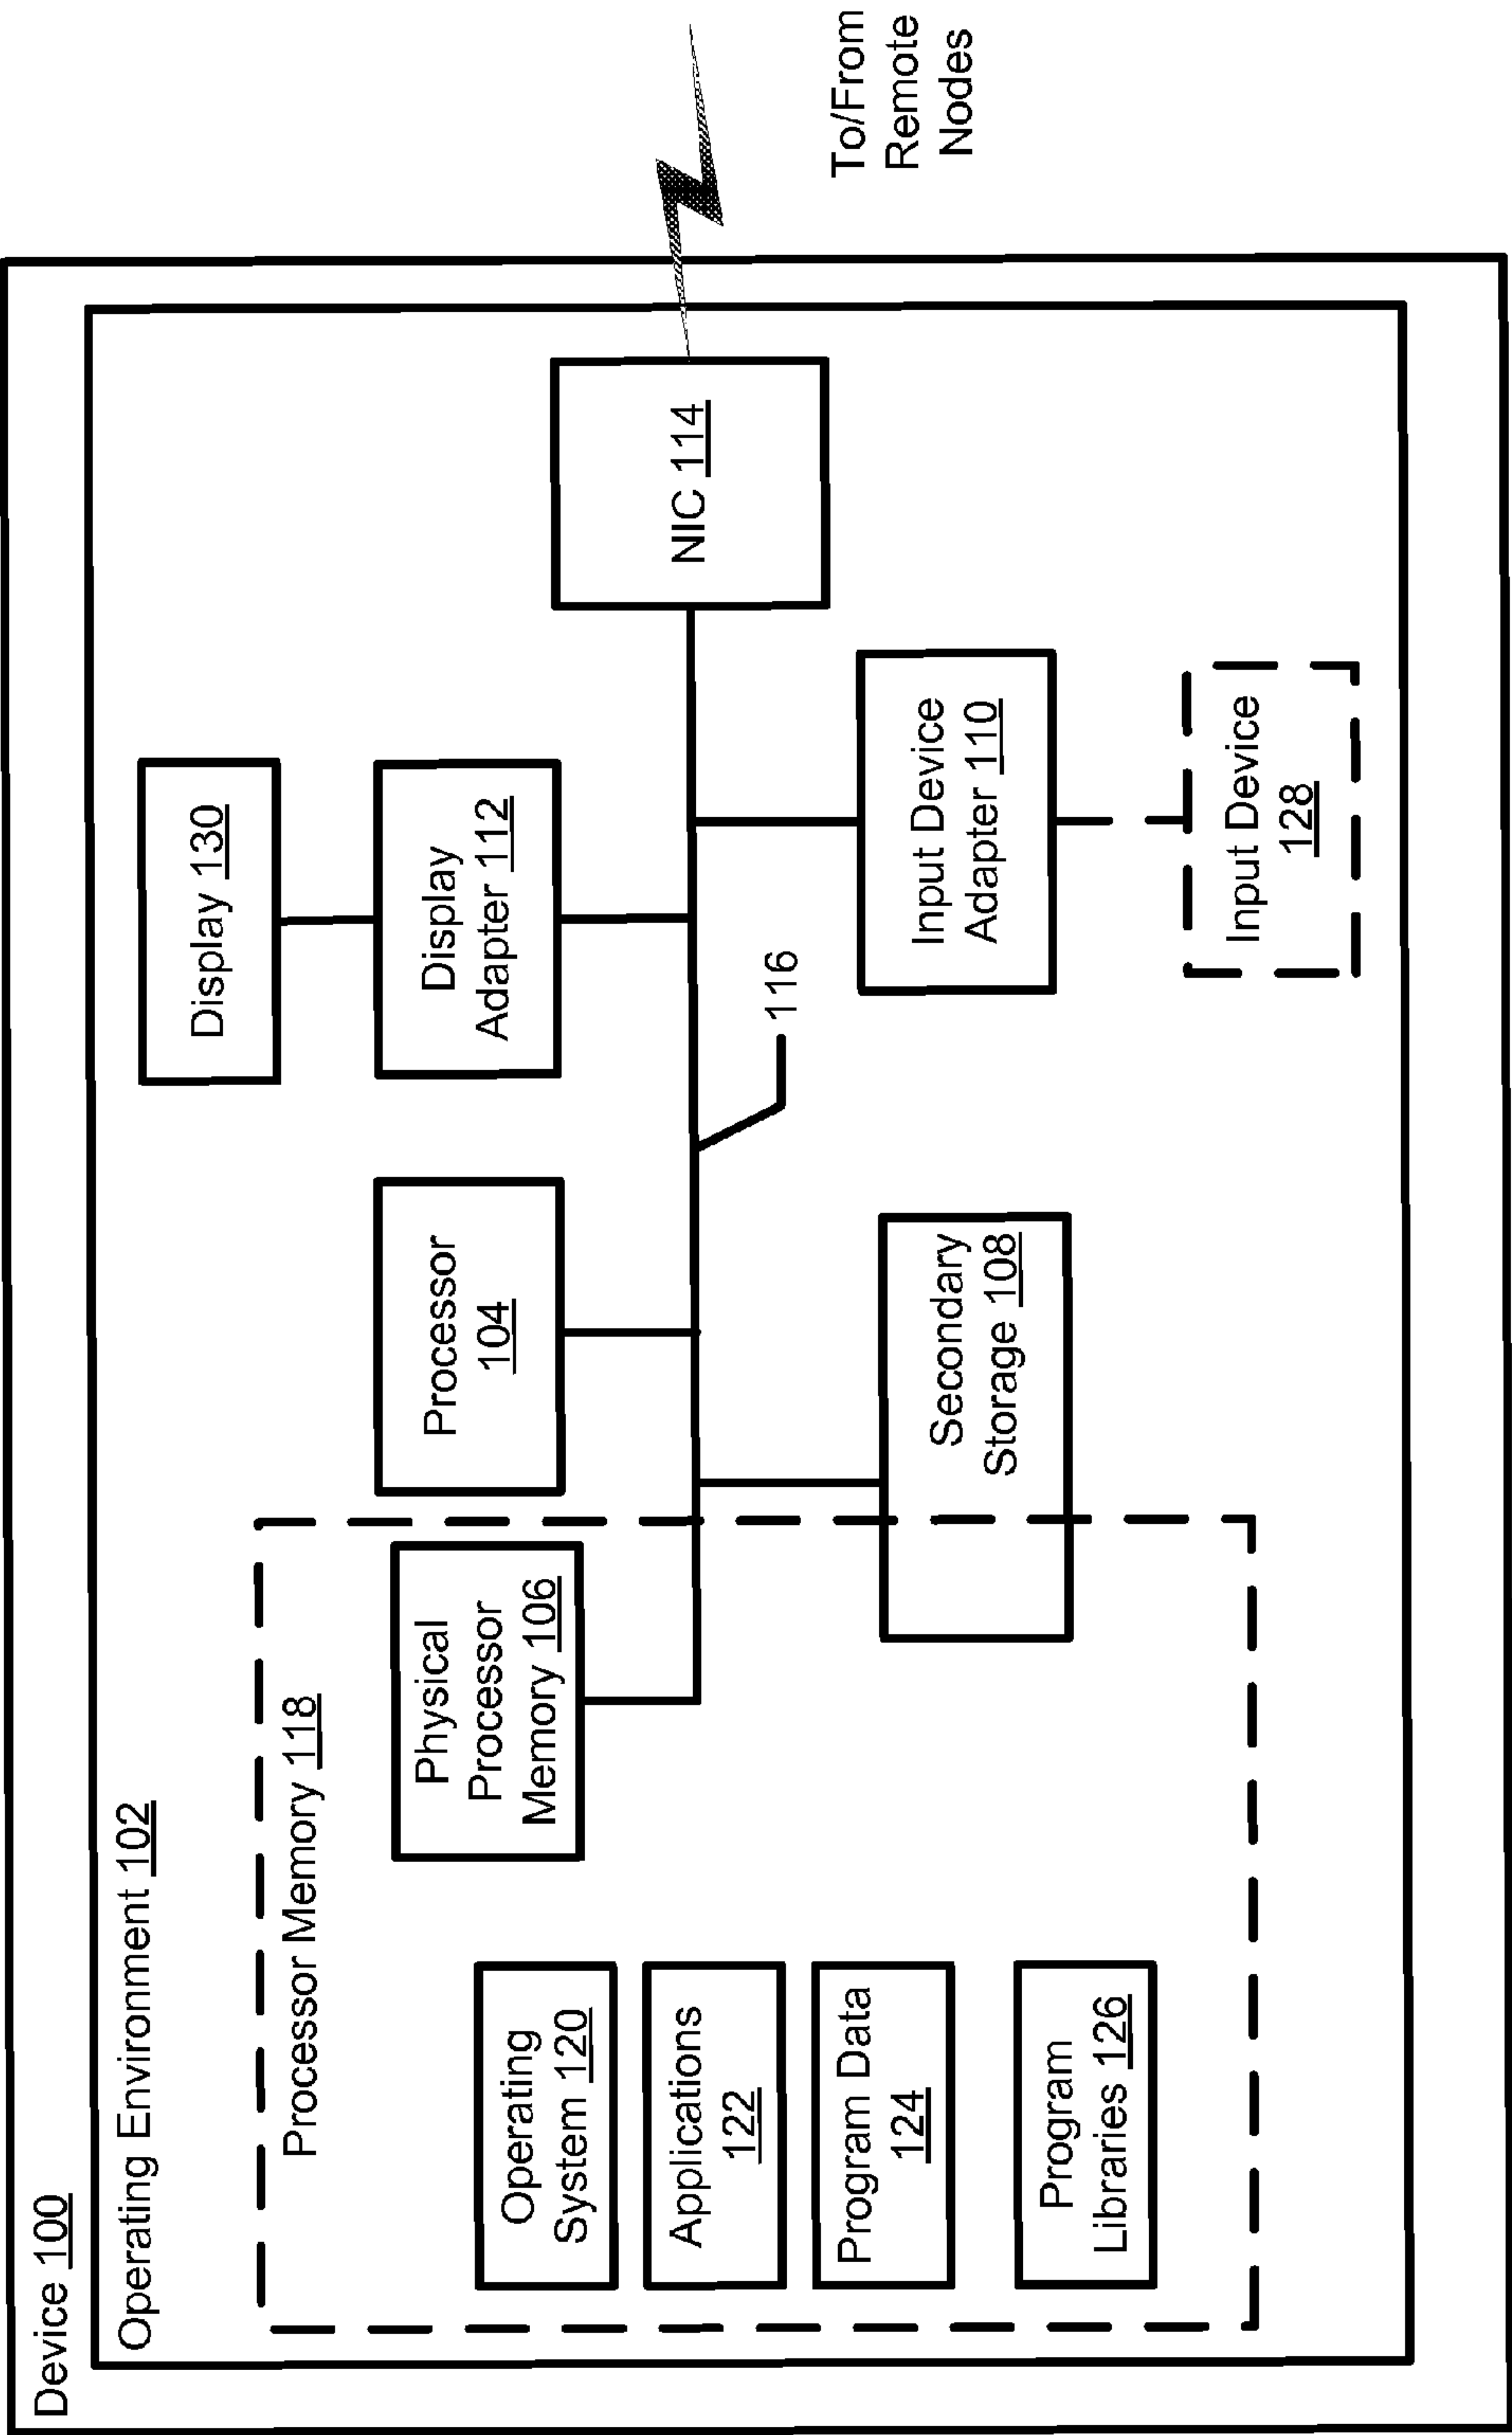 Device 100
Operating Environment 102
Processor Memory 118
Operating
System 120
Applications
122
Program Data
124
Program
Libraries 126
Physical
Processor
Memory 106
Processor
104
Secondary
Storage 108
116
Display 130
Display
Adapter 112
Input Device
Adapter 110
Input Device
128
NIC 114
To/From
Remote
Nodes